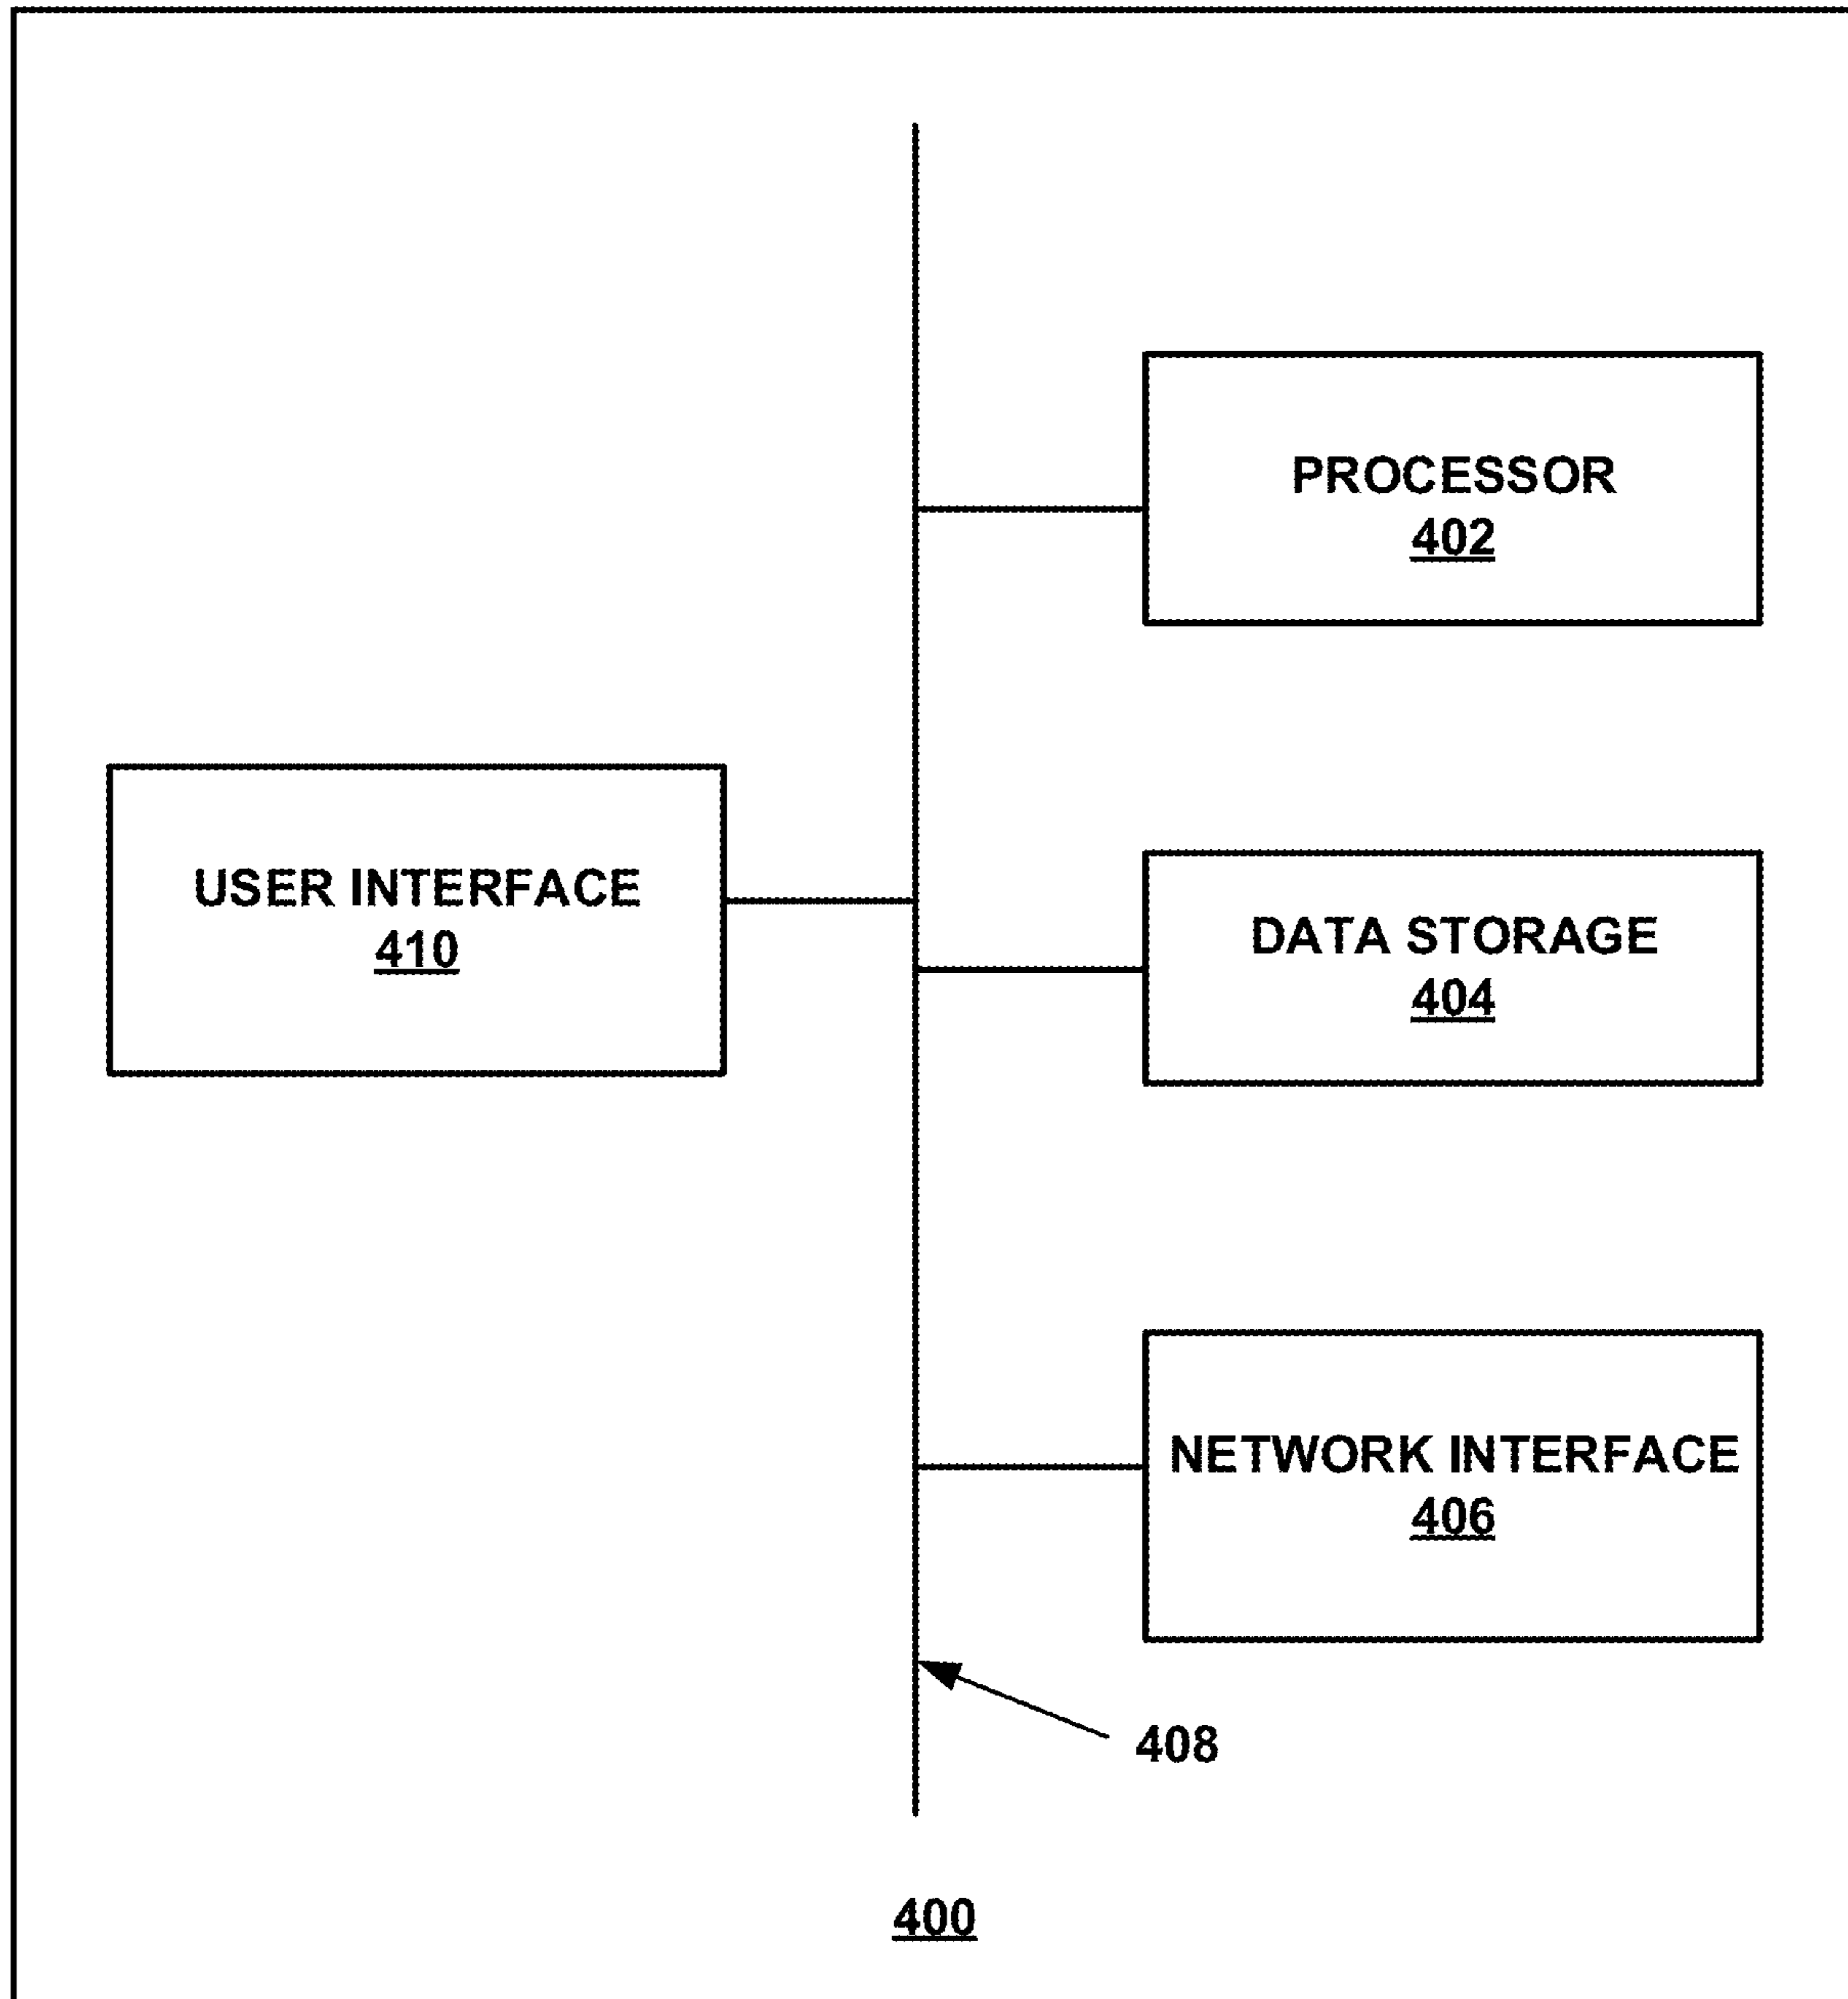 PROCESSOR
402
USER INTERFACE
410
DATA STORAGE
404
NETWORK INTERFACE
406
408
400